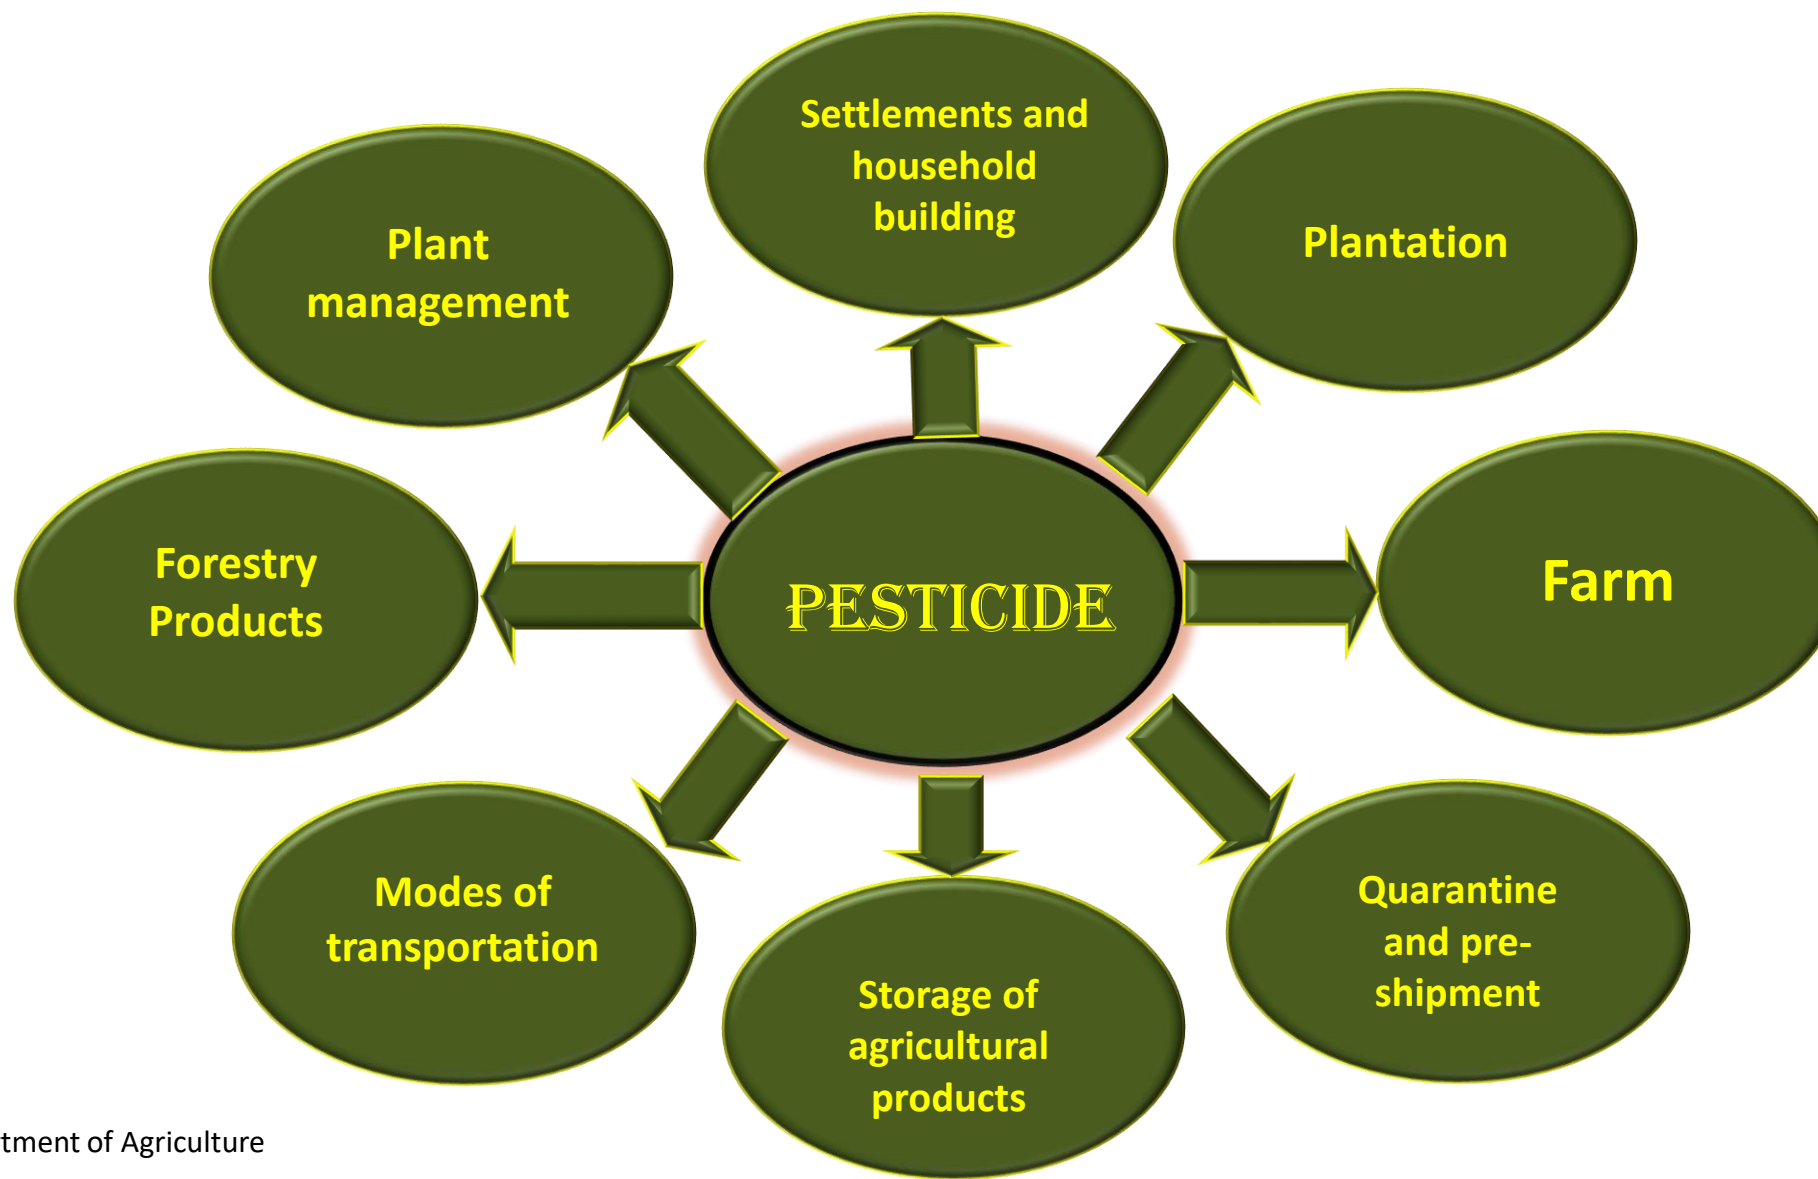 Settlements and
household
building
Plant
management
Plantation
Forestry
Products
PESTICIDE
Farm
Modes of
transportation
Quarantine
and pre-
shipment
Storage of
agricultural
products
tment of Agriculture